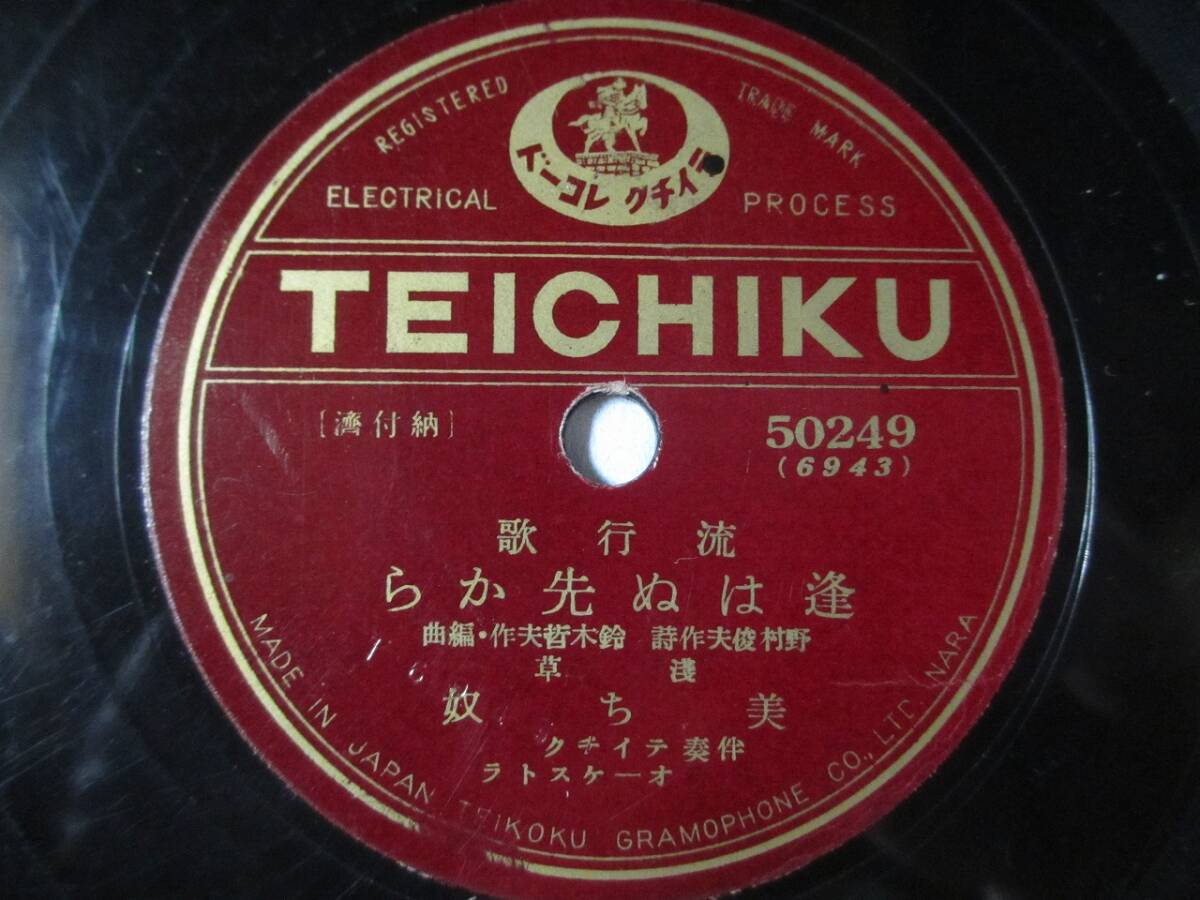 REGISTERED TRADE MARK
テイチクレコード
ELECTRICAL PROCESS
TEICHIKU
[納付濟]
50249
(6943)
流行歌
逢はぬ先から
野村俊夫作詩 鈴木哲夫作・編曲
淺草
美ち奴
伴奏テイチク
オーケストラ
MADE IN JAPAN TEIKOKU GRAMOPHONE CO., LTD. NARA